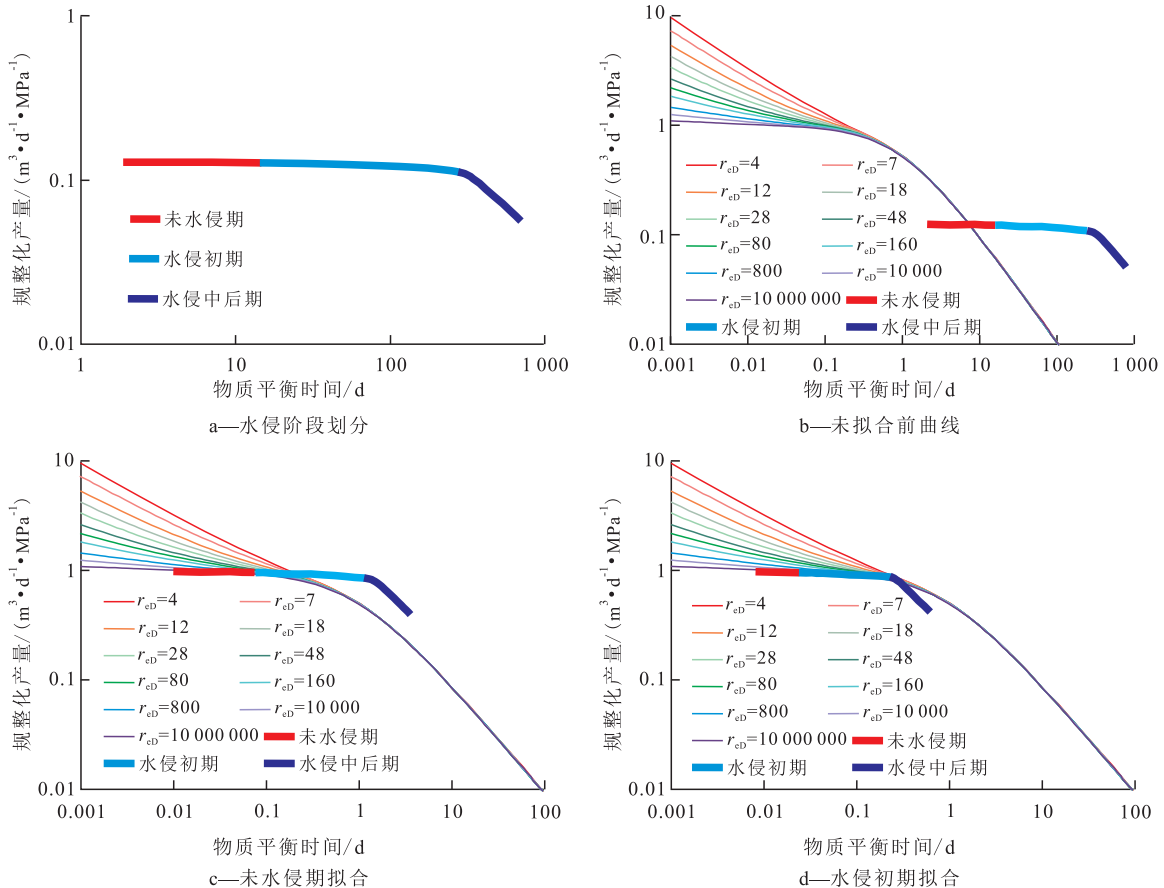 1
0.1
0.01
规整化产量/(m³•d⁻¹•MPa⁻¹)
未水侵期
水侵初期
水侵中后期
1 10 100 1 000
物质平衡时间/d
a—水侵阶段划分
10
1
0.1
0.01
规整化产量/(m³•d⁻¹•MPa⁻¹)
reD=4 reD=7
reD=12 reD=18
reD=28 reD=48
reD=80 reD=160
reD=800 reD=10 000
reD=10 000 000 未水侵期
水侵初期 水侵中后期
0.001 0.01 0.1 1 10 100 1 000
物质平衡时间/d
b—未拟合前曲线
10
1
0.1
0.01
规整化产量/(m³•d⁻¹•MPa⁻¹)
reD=4 reD=7
reD=12 reD=18
reD=28 reD=48
reD=80 reD=160
reD=800 reD=10 000
reD=10 000 000 未水侵期
水侵初期 水侵中后期
0.001 0.01 0.1 1 10 100
物质平衡时间/d
c—未水侵期拟合
10
1
0.1
0.01
规整化产量/(m³•d⁻¹•MPa⁻¹)
reD=4 reD=7
reD=12 reD=18
reD=28 reD=48
reD=80 reD=160
reD=800 reD=10 000
reD=10 000 000 未水侵期
水侵初期 水侵中后期
0.001 0.01 0.1 1 10 100
物质平衡时间/d
d—水侵初期拟合